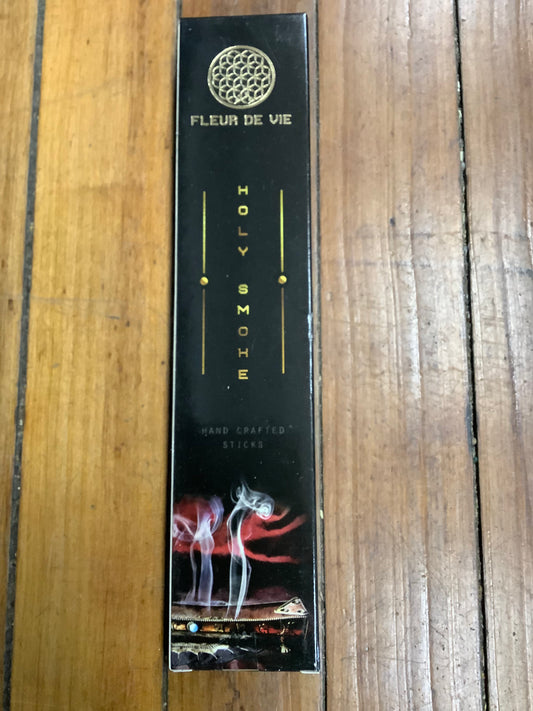 FLEUR DE VIE
HOLY SMOKE
HAND CRAFTED
STICKS